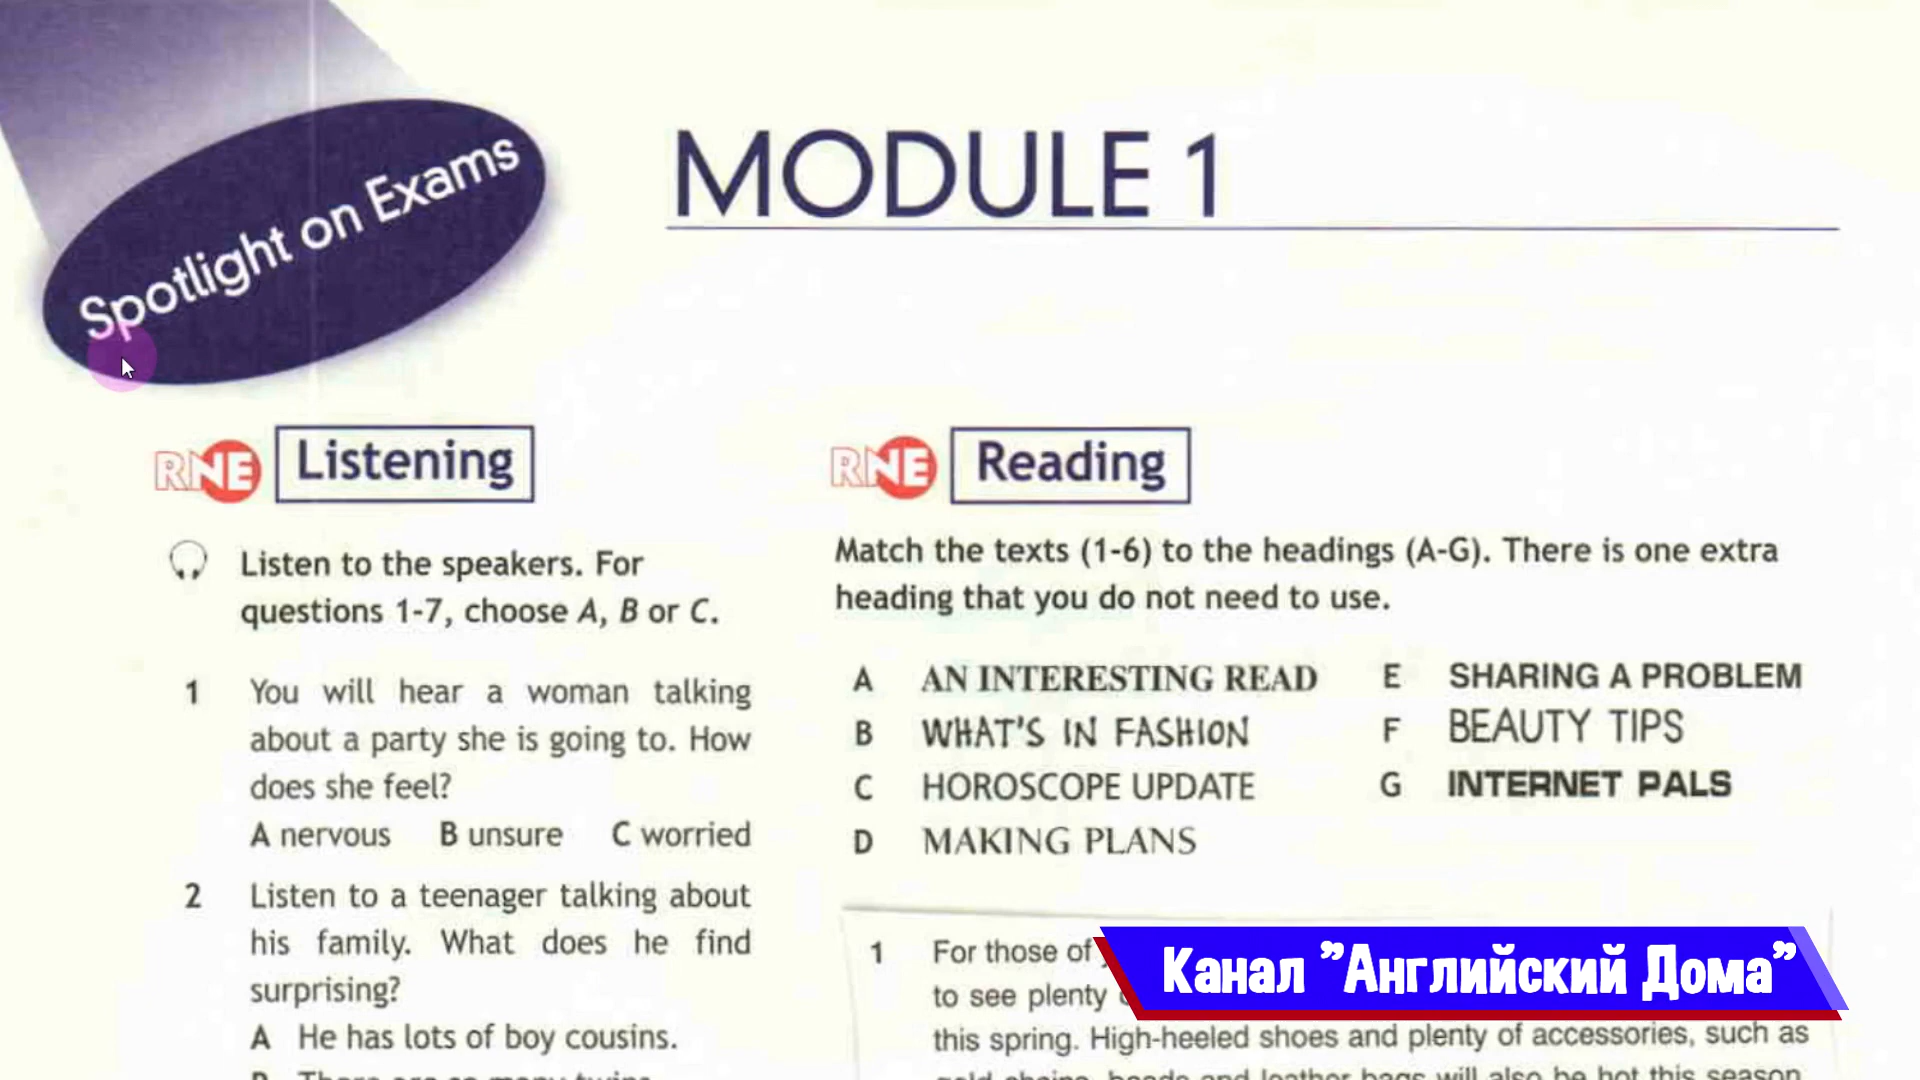 Spotlight on Exams
MODULE 1
RNE Listening
Listen to the speakers. For
questions 1-7, choose A, B or C.
1 You will hear a woman talking
about a party she is going to. How
does she feel?
A nervous B unsure C worried
2 Listen to a teenager talking about
his family. What does he find
surprising?
A He has lots of boy cousins.
RNE Reading
Match the texts (1-6) to the headings (A-G). There is one extra
heading that you do not need to use.
A AN INTERESTING READ
B WHAT'S IN FASHION
C HOROSCOPE UPDATE
D MAKING PLANS
E SHARING A PROBLEM
F BEAUTY TIPS
G INTERNET PALS
1 For those of
to see plenty
this spring. High-heeled shoes and plenty of accessories, such as
Канал "Английский Дома"